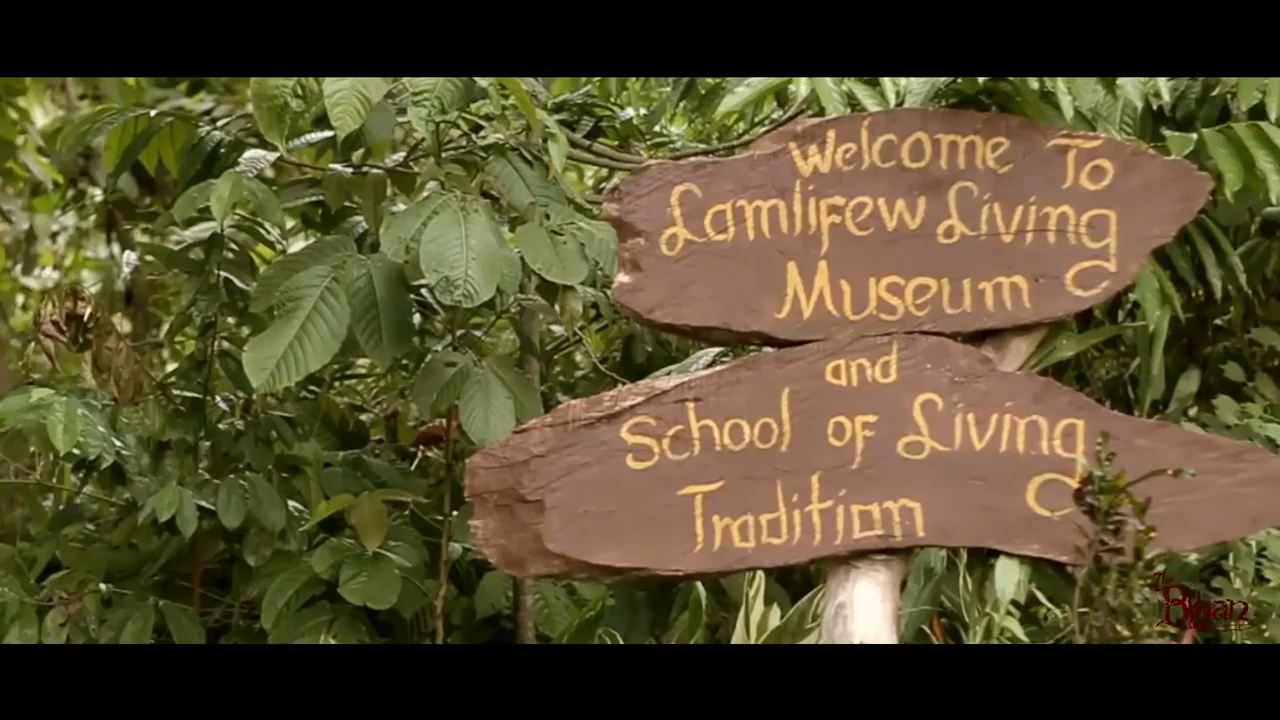 Welcome To
Lamlifew Living
Museum
and
School of Living
Tradition